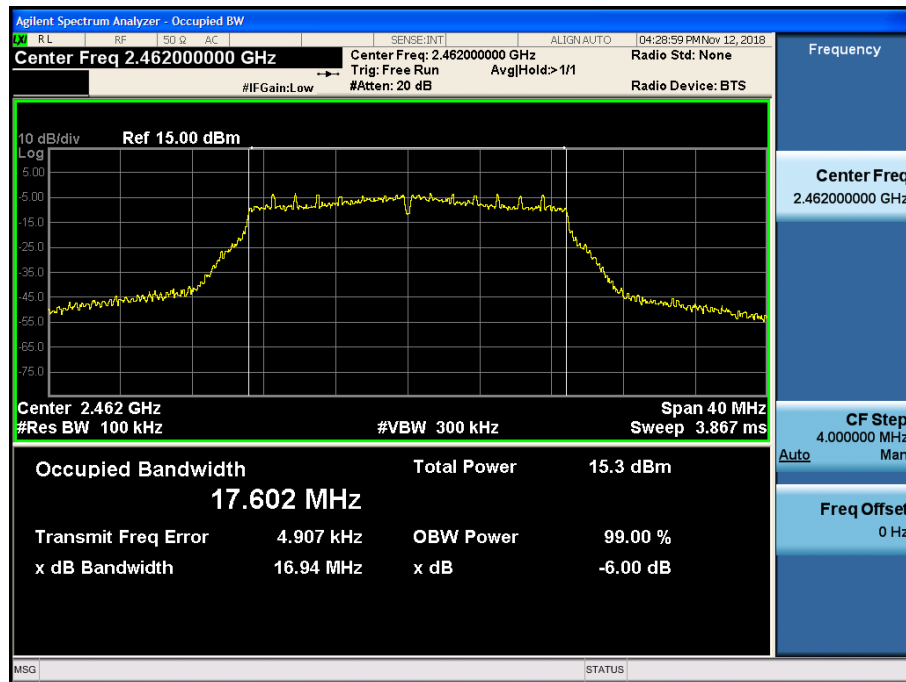 Agilent Spectrum Analyzer - Occupied BW
LXI RL RF 50 Ω AC SENSE:INT ALIGN AUTO 04:28:59 PM Nov 12, 2018
Center Freq 2.462000000 GHz Center Freq: 2.462000000 GHz Radio Std: None
Trig: Free Run Avg|Hold:>1/1
#IFGain:Low #Atten: 20 dB Radio Device: BTS
10 dB/div Ref 15.00 dBm
Log
5.00
-5.00
-15.0
-25.0
-35.0
-45.0
-55.0
-65.0
-75.0
Center 2.462 GHz Span 40 MHz
#Res BW 100 kHz #VBW 300 kHz Sweep 3.867 ms
Occupied Bandwidth Total Power 15.3 dBm
17.602 MHz
Transmit Freq Error 4.907 kHz OBW Power 99.00 %
x dB Bandwidth 16.94 MHz x dB -6.00 dB
MSG STATUS
Frequency
Center Freq
2.462000000 GHz
CF Step
4.000000 MHz
Auto Man
Freq Offset
0 Hz